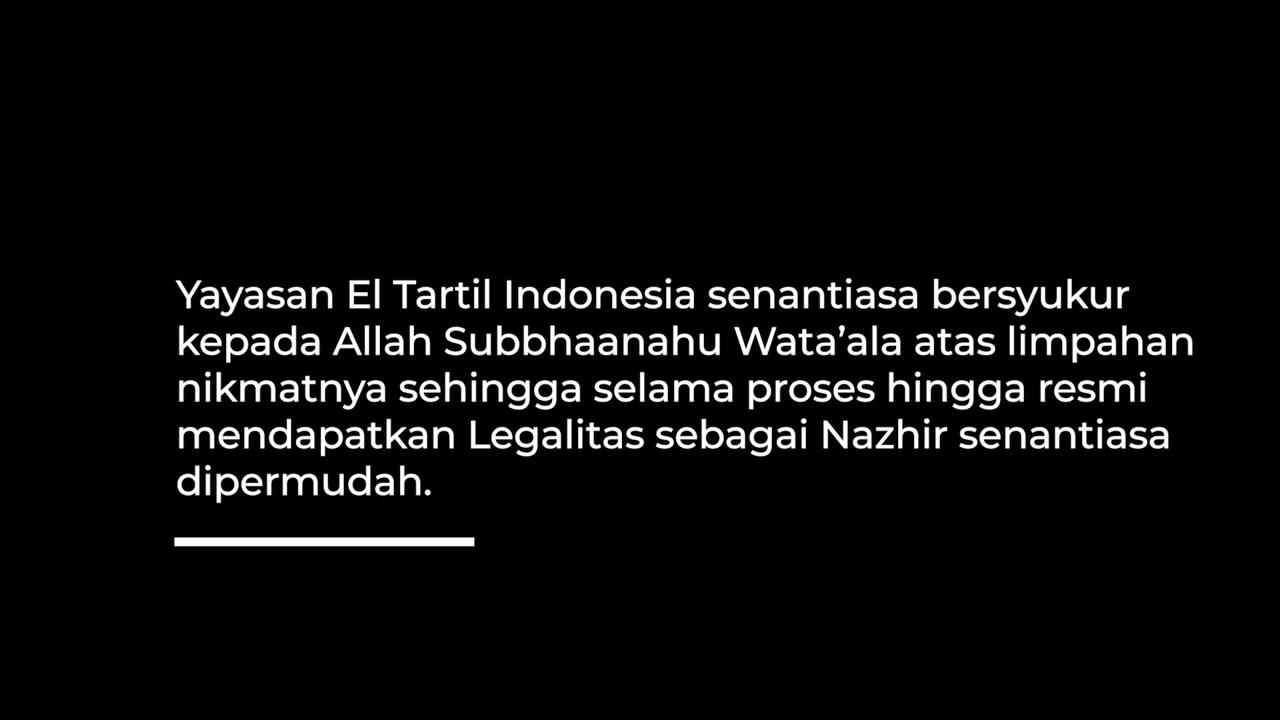 Yayasan El Tartil Indonesia senantiasa bersyukur
kepada Allah Subbhaanahu Wata’ala atas limpahan
nikmatnya sehingga selama proses hingga resmi
mendapatkan Legalitas sebagai Nazhir senantiasa
dipermudah.